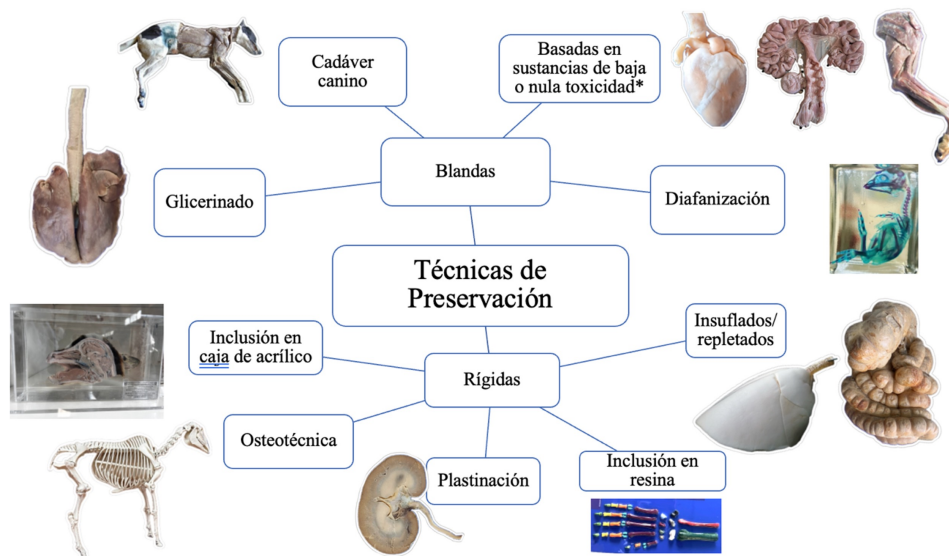 Cadáver
canino
Basadas en
sustancias de baja
o nula toxicidad*
Blandas
Glicerinado
Diafanización
Técnicas de
Preservación
Inclusión en
caja de acrílico
Insuflados/
repletados
Rígidas
Osteotécnica
Plastinación
Inclusión en
resina